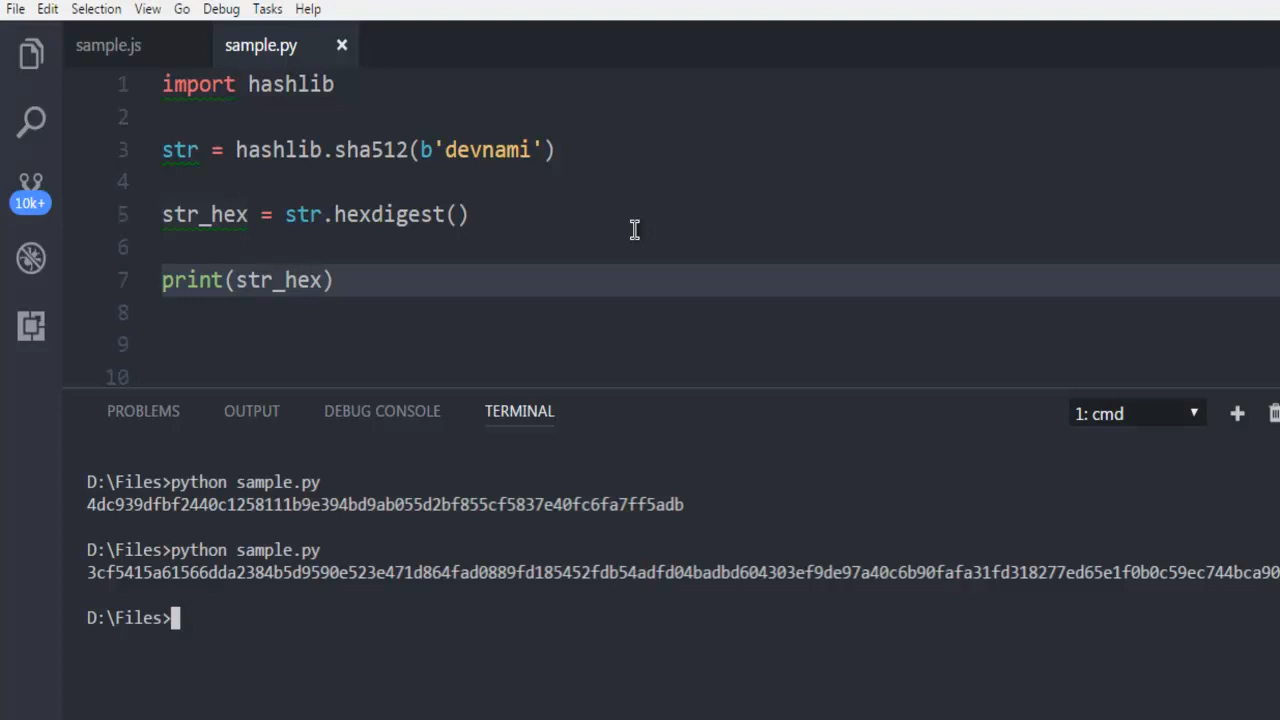 File Edit Selection View Go Debug Tasks Help
sample.js sample.py ×
1 import hashlib
2
3 str = hashlib.sha512(b'devnami')
4
10k+
5 str_hex = str.hexdigest()
6
7 print(str_hex)
8
9
10
PROBLEMS OUTPUT DEBUG CONSOLE TERMINAL 1: cmd
D:\Files>python sample.py
4dc939dfbf2440c1258111b9e394bd9ab055d2bf855cf5837e40fc6fa7ff5adb
D:\Files>python sample.py
3cf5415a61566dda2384b5d9590e523e471d864fad0889fd185452fdb54adfd04badbd604303ef9de97a40c6b90fafa31fd318277ed65e1f0b0c59ec744bca90
D:\Files>